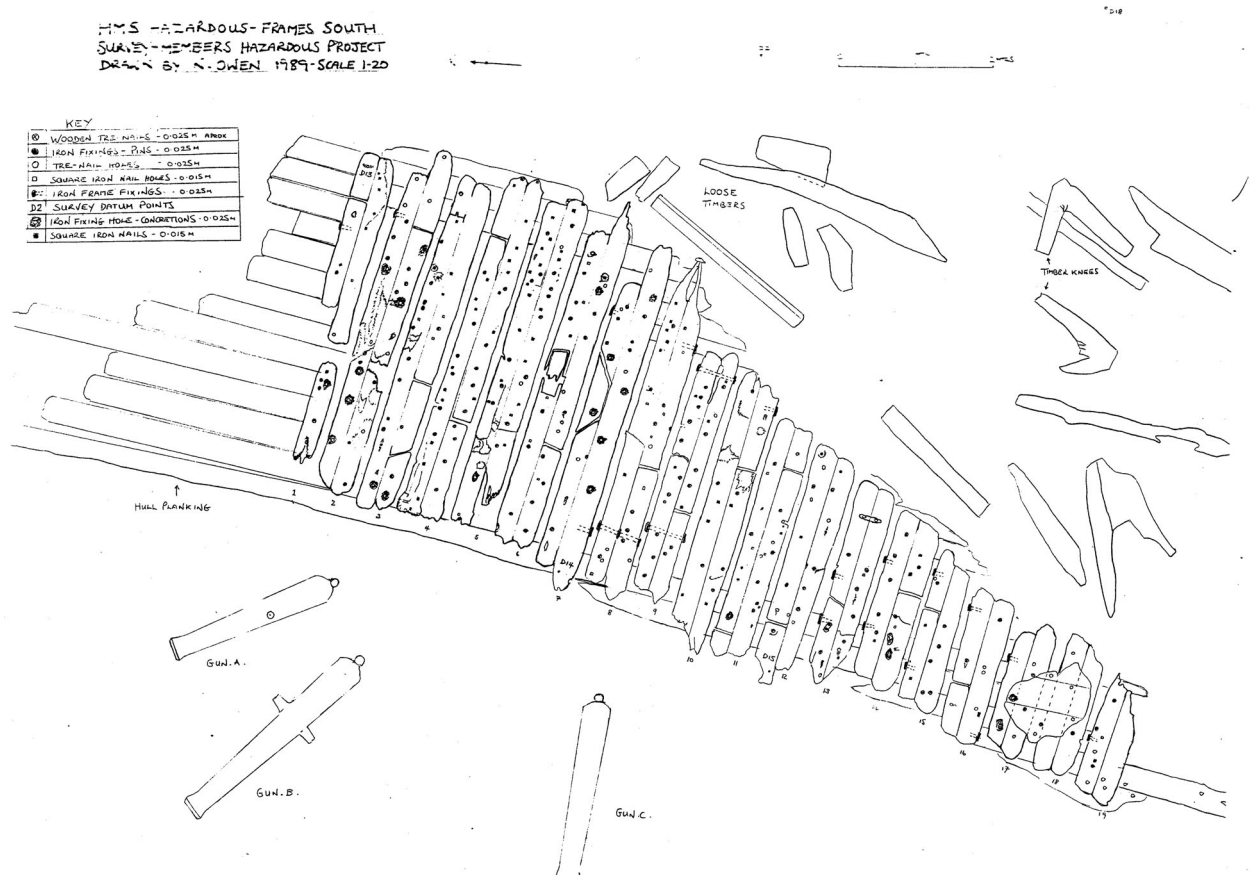 HMS HAZARDOUS - FRAMES SOUTH
SURVEY - MEMBERS HAZARDOUS PROJECT
DRAWN BY N. OWEN 1989 - SCALE 1-20
D18
KEY
WOODEN TRE-NAILS - 0.025M APROX
IRON FIXINGS - PINS - 0.025M
TRE-NAIL HOLES - 0.025M
SQUARE IRON NAIL HOLES - 0.015M
IRON FRAME FIXINGS - 0.025M
D2 SURVEY DATUM POINTS
IRON FIXING HOLE - CONCRETIONS - 0.025M
SQUARE IRON NAILS - 0.015M
D13
LOOSE
TIMBERS
TIMBER KNEES
HULL PLANKING
1
2
3
4
5
6
D14
7
8
9
10
11
D15
12
13
14
15
16
17
18
19
GUN. A.
GUN. B.
GUN. C.